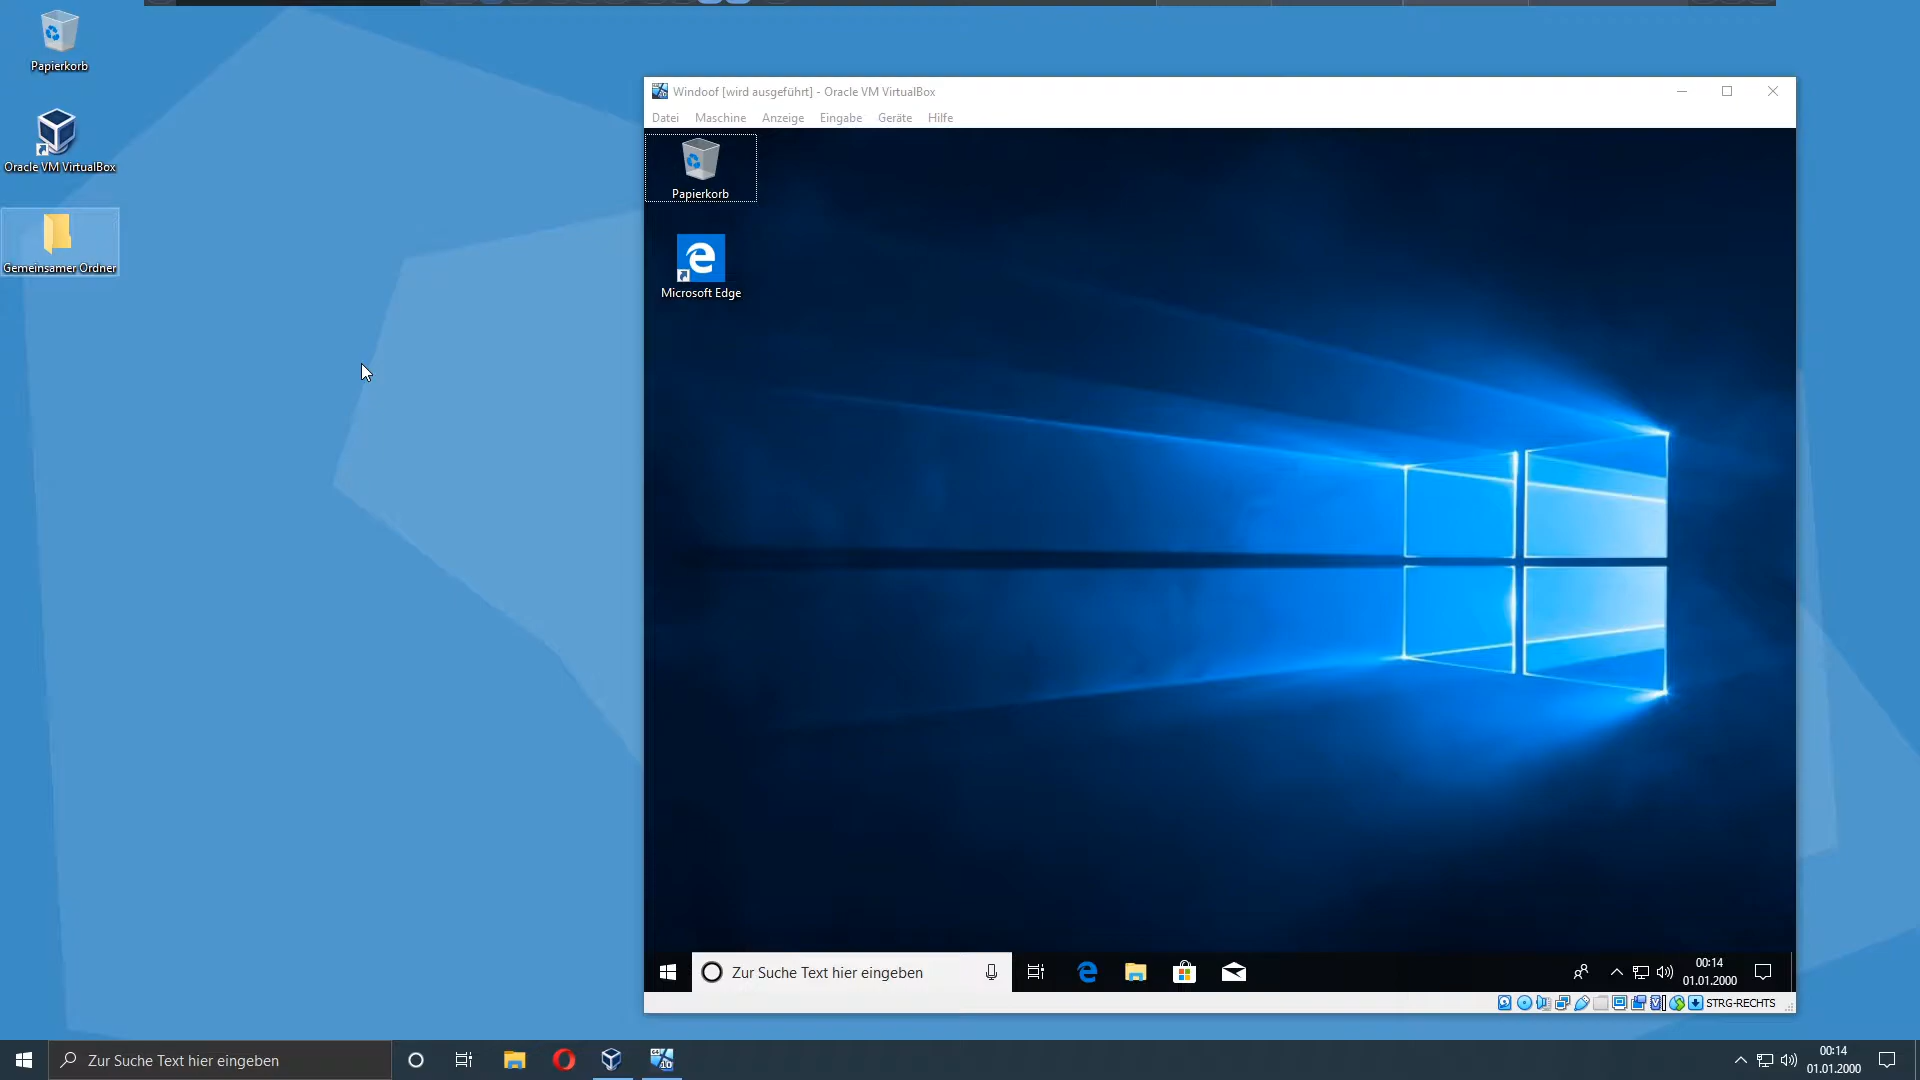 Papierkorb
Oracle VM VirtualBox
Gemeinsamer Ordner
Windoof [wird ausgeführt] - Oracle VM VirtualBox
Datei Maschine Anzeige Eingabe Geräte Hilfe
Papierkorb
Microsoft Edge
Zur Suche Text hier eingeben
00:14
01.01.2000
STRG-RECHTS
Zur Suche Text hier eingeben
00:14
01.01.2000